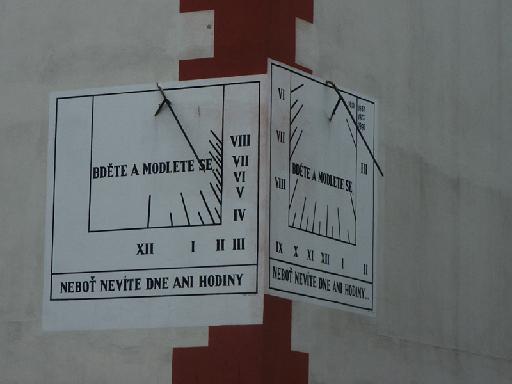 BDĚTE A MODLETE SE
VIII
VII
VI
V
IV
XII I II III
NEBOŤ NEVÍTE DNE ANI HODINY
VI
VII
VIII
BDĚTE A MODLETE SE
III
IX X XI XII I II
NEBOŤ NEVÍTE DNE ANI HODINY...